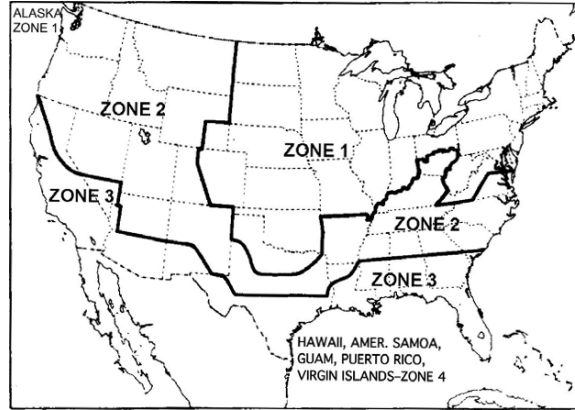 ALASKA
ZONE 1
ZONE 2
ZONE 1
ZONE 3
ZONE 2
ZONE 3
HAWAII, AMER. SAMOA,
GUAM, PUERTO RICO,
VIRGIN ISLANDS–ZONE 4